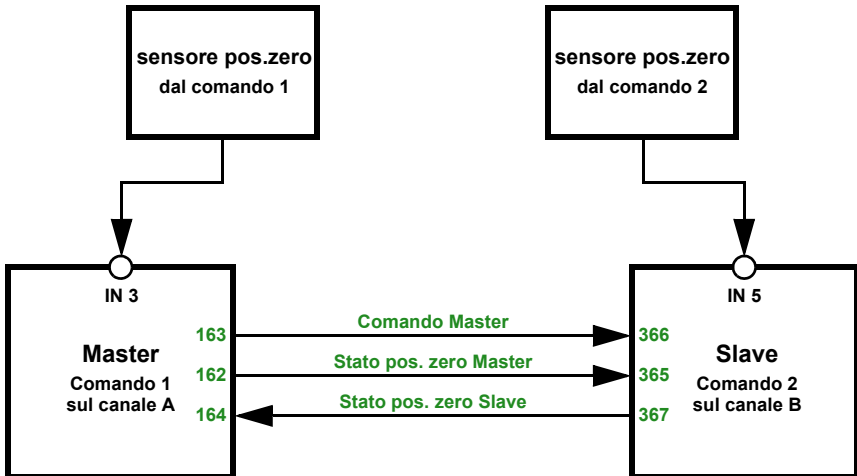 sensore pos.zero
dal comando 1
sensore pos.zero
dal comando 2
IN 3
IN 5
Master
Comando 1
sul canale A
163
162
164
Comando Master
Stato pos. zero Master
Stato pos. zero Slave
366
365
367
Slave
Comando 2
sul canale B